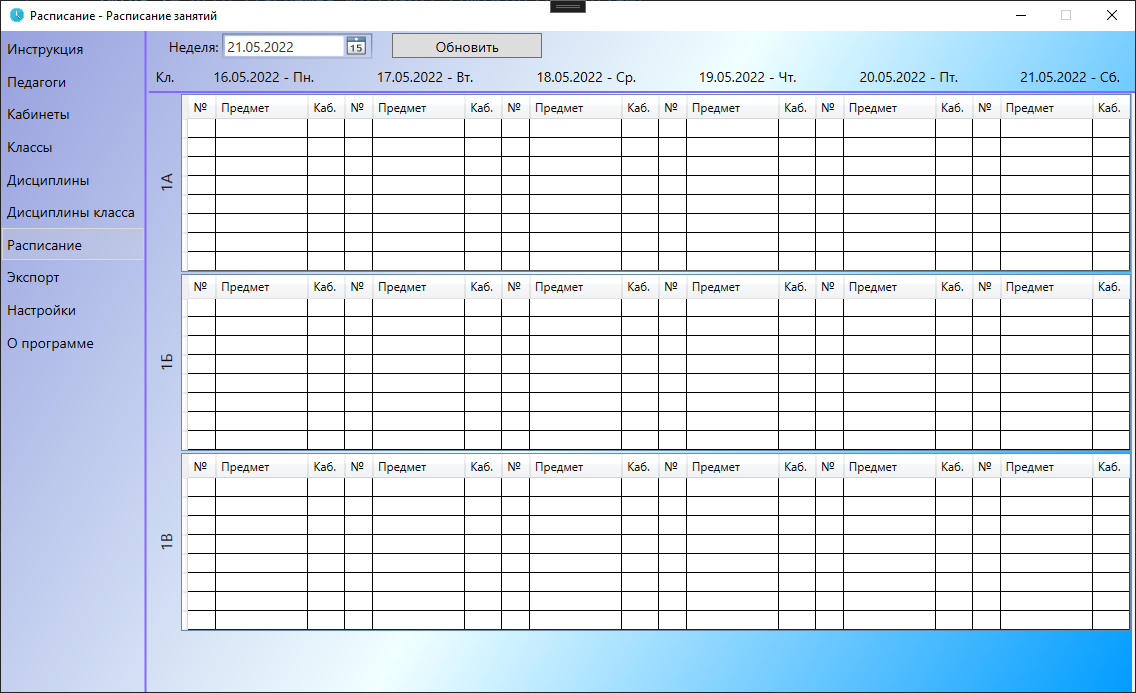 Расписание - Расписание занятий
Инструкция
Педагоги
Кабинеты
Классы
Дисциплины
Дисциплины класса
Расписание
Экспорт
Настройки
О программе
Неделя: 21.05.2022 15 Обновить
Кл. 16.05.2022 - Пн. 17.05.2022 - Вт. 18.05.2022 - Ср. 19.05.2022 - Чт. 20.05.2022 - Пт. 21.05.2022 - Сб.
№ Предмет Каб. № Предмет Каб. № Предмет Каб. № Предмет Каб. № Предмет Каб. № Предмет Каб.
1А
№ Предмет Каб. № Предмет Каб. № Предмет Каб. № Предмет Каб. № Предмет Каб. № Предмет Каб.
1Б
№ Предмет Каб. № Предмет Каб. № Предмет Каб. № Предмет Каб. № Предмет Каб. № Предмет Каб.
1В